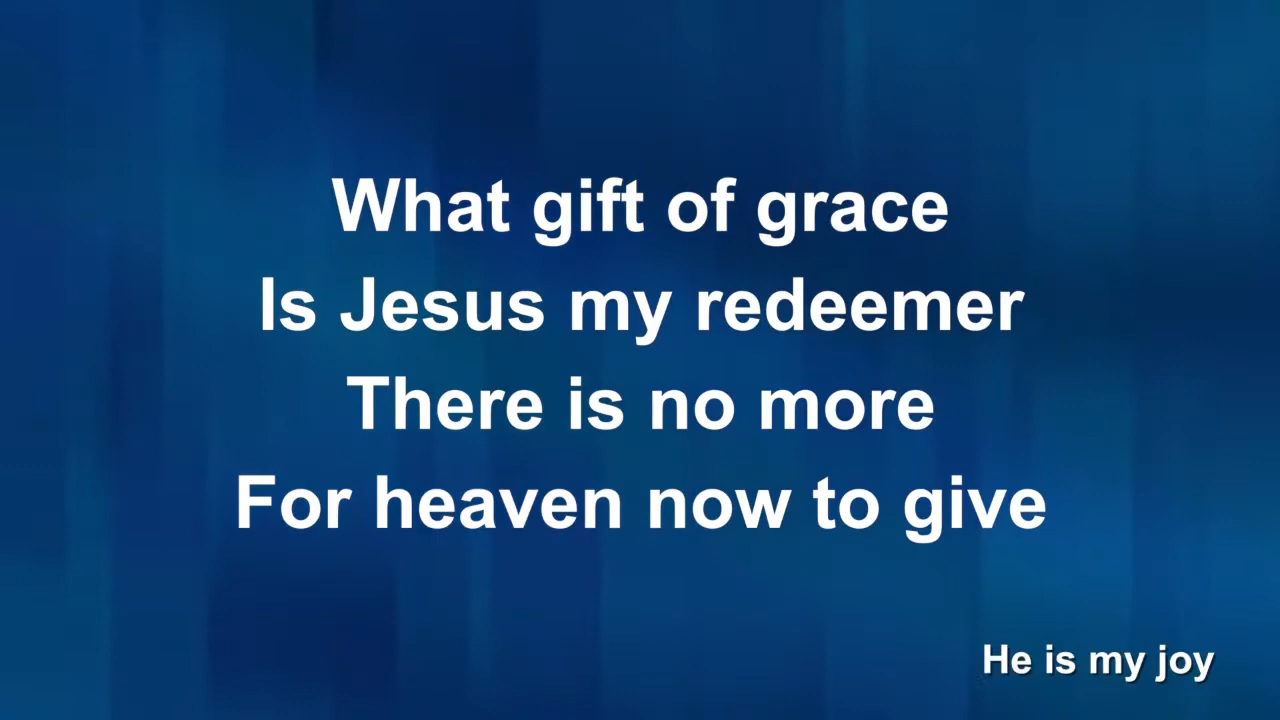 What gift of grace
Is Jesus my redeemer
There is no more
For heaven now to give
He is my joy